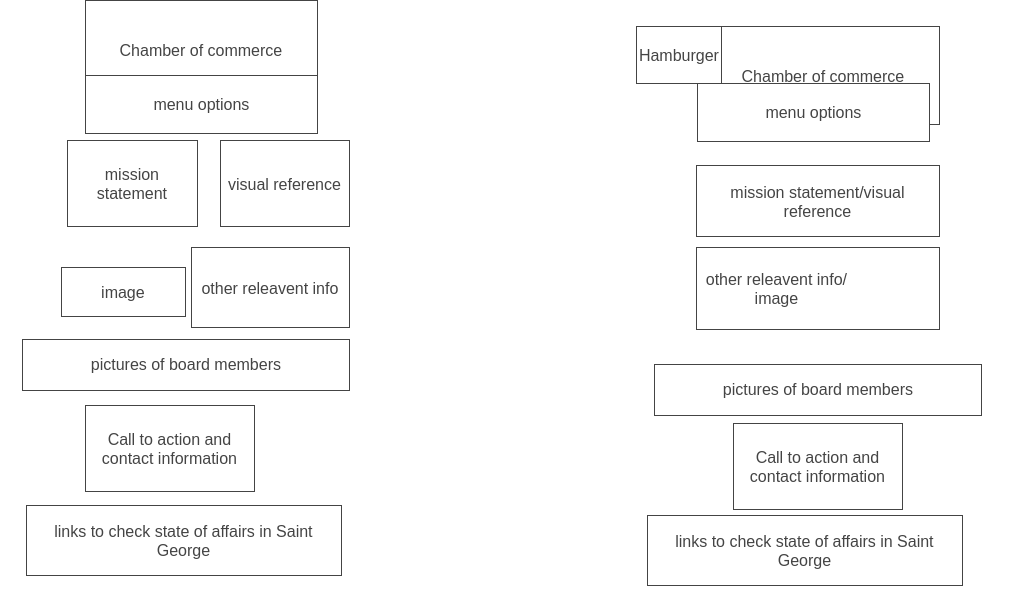 Chamber of commerce
menu options
mission
statement
visual reference
image
other releavent info
pictures of board members
Call to action and
contact information
links to check state of affairs in Saint
George
Hamburger
Chamber of commerce
menu options
mission statement/visual
reference
other releavent info/
image
pictures of board members
Call to action and
contact information
links to check state of affairs in Saint
George